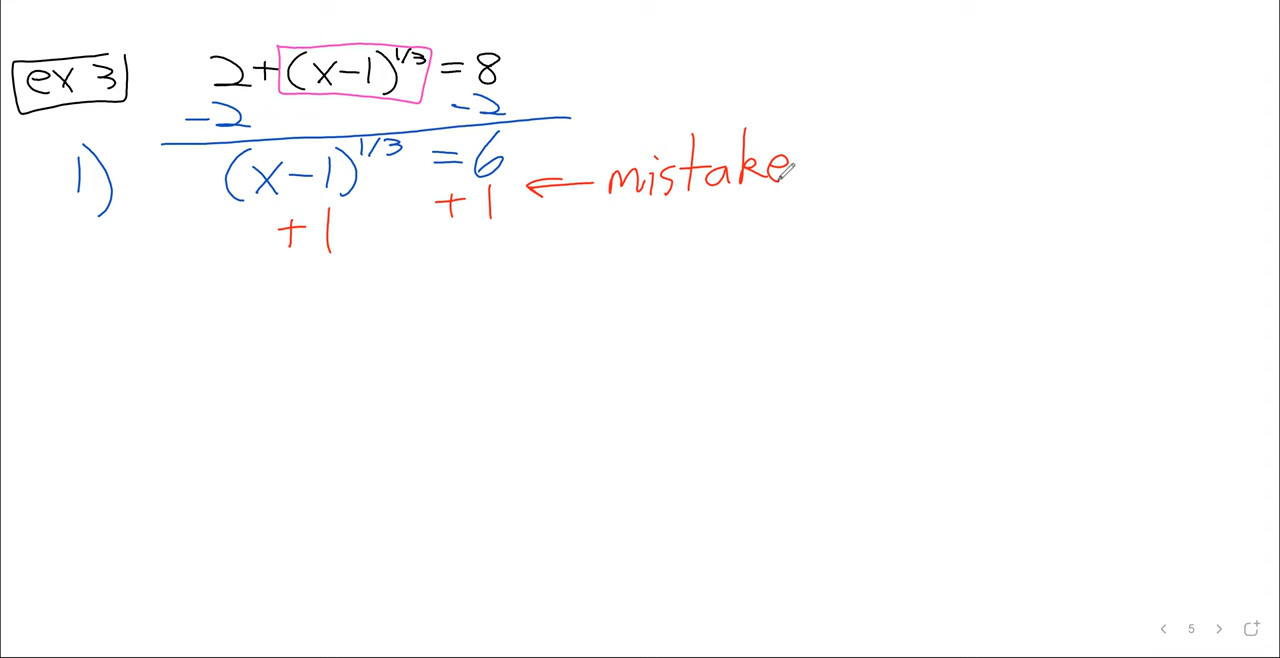 ex 3 2+(x-1)^1/3 = 8
-2 -2
1) (x-1)^1/3 = 6
+1 +1 ← mistake
5